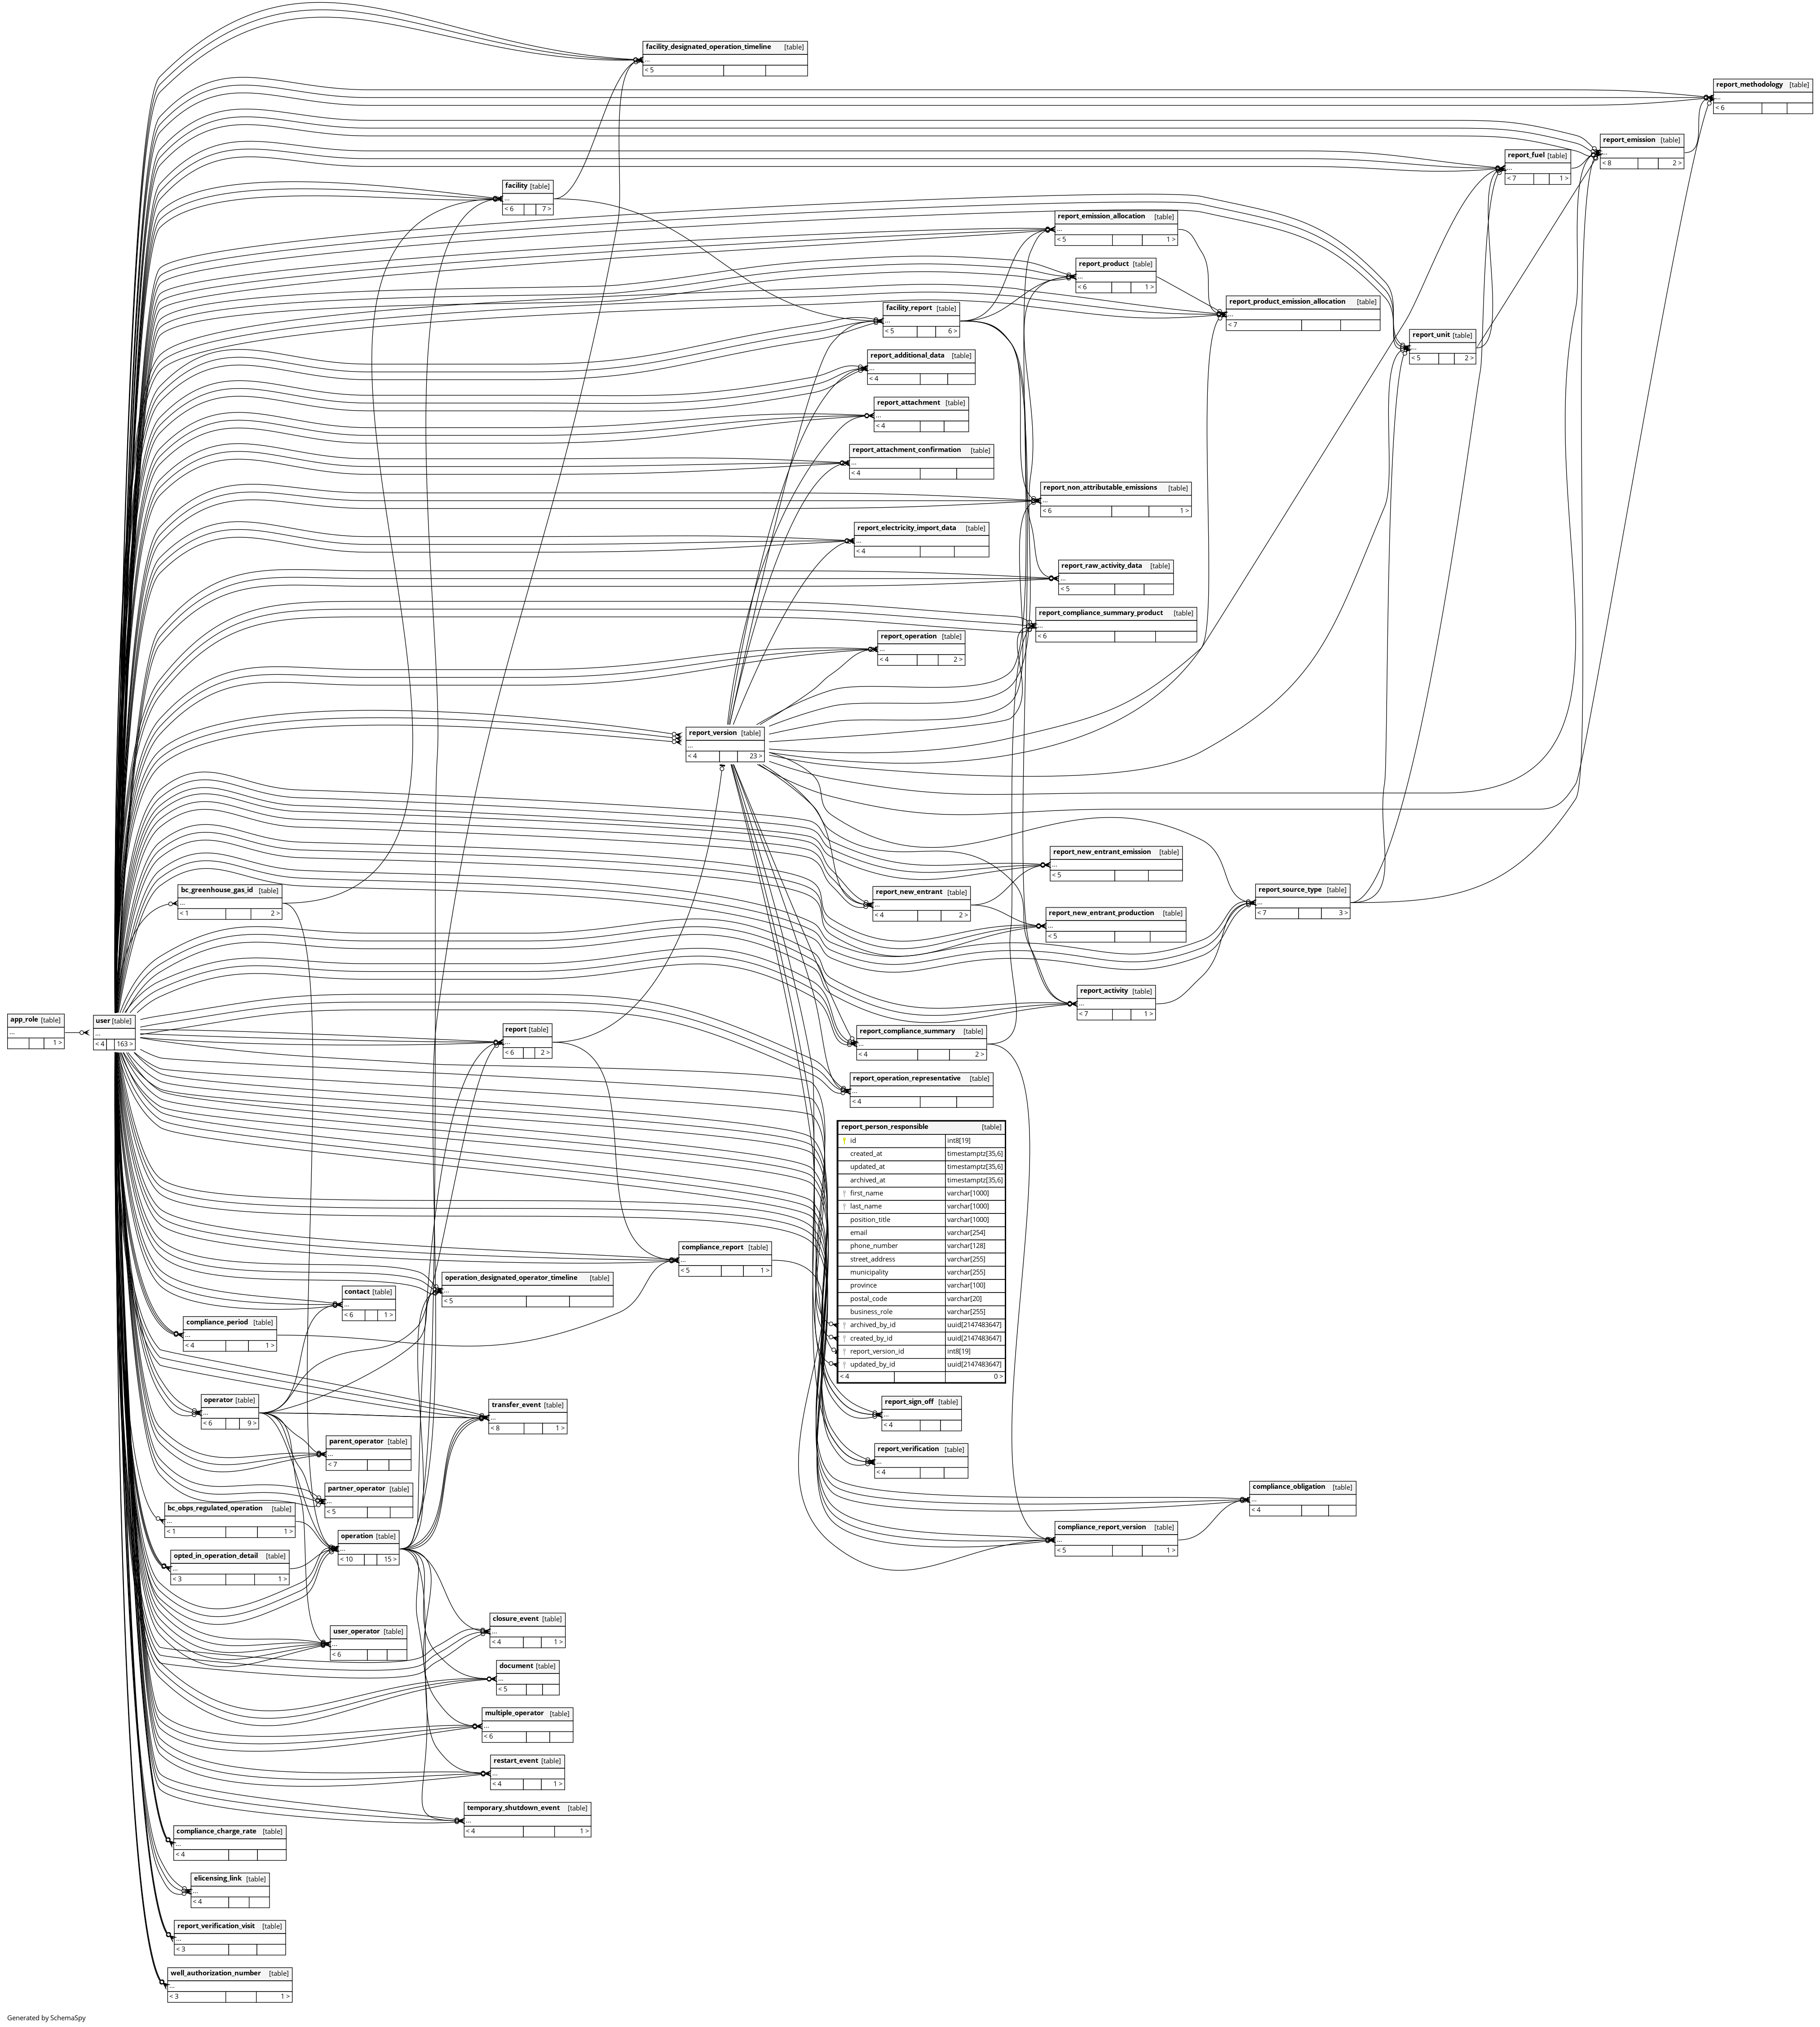 facility_designated_operation_timeline [table]
...
< 5
report_methodology [table]
...
< 6
report_emission [table]
...
< 8 2 >
report_fuel [table]
...
< 7 1 >
facility [table]
...
< 6 7 >
report_emission_allocation [table]
...
< 5 1 >
report_product [table]
...
< 6 1 >
report_product_emission_allocation [table]
...
< 7
facility_report [table]
...
< 5 6 >
report_unit [table]
...
< 5 2 >
report_additional_data [table]
...
< 4
report_attachment [table]
...
< 4
report_attachment_confirmation [table]
...
< 4
report_non_attributable_emissions [table]
...
< 6 1 >
report_electricity_import_data [table]
...
< 4
report_raw_activity_data [table]
...
< 5
report_compliance_summary_product [table]
...
< 6
report_operation [table]
...
< 4 2 >
report_version [table]
...
< 4 23 >
report_new_entrant_emission [table]
...
< 5
bc_greenhouse_gas_id [table]
...
< 1 2 >
report_new_entrant [table]
...
< 4 2 >
report_source_type [table]
...
< 7 3 >
report_new_entrant_production [table]
...
< 5
report_activity [table]
...
< 7 1 >
app_role [table]
...
1 >
user [table]
...
< 4 163 >
report [table]
...
< 6 2 >
report_compliance_summary [table]
...
< 4 2 >
report_operation_representative [table]
...
< 4
report_person_responsible [table]
id int8[19]
created_at timestamptz[35,6]
updated_at timestamptz[35,6]
archived_at timestamptz[35,6]
first_name varchar[1000]
last_name varchar[1000]
position_title varchar[1000]
email varchar[254]
phone_number varchar[128]
street_address varchar[255]
municipality varchar[255]
province varchar[100]
postal_code varchar[20]
business_role varchar[255]
archived_by_id uuid[2147483647]
created_by_id uuid[2147483647]
report_version_id int8[19]
updated_by_id uuid[2147483647]
< 4 0 >
compliance_report [table]
...
< 5 1 >
operation_designated_operator_timeline [table]
...
< 5
contact [table]
...
< 6 1 >
compliance_period [table]
...
< 4 1 >
operator [table]
...
< 6 9 >
transfer_event [table]
...
< 8 1 >
report_sign_off [table]
...
< 4
parent_operator [table]
...
< 7
report_verification [table]
...
< 4
partner_operator [table]
...
< 5
compliance_obligation [table]
...
< 4
bc_obps_regulated_operation [table]
...
< 1 1 >
compliance_report_version [table]
...
< 5 1 >
operation [table]
...
< 10 15 >
opted_in_operation_detail [table]
...
< 3 1 >
closure_event [table]
...
< 4 1 >
user_operator [table]
...
< 6
document [table]
...
< 5
multiple_operator [table]
...
< 6
restart_event [table]
...
< 4 1 >
temporary_shutdown_event [table]
...
< 4 1 >
compliance_charge_rate [table]
...
< 4
elicensing_link [table]
...
< 4
report_verification_visit [table]
...
< 3
well_authorization_number [table]
...
< 3 1 >
Generated by SchemaSpy